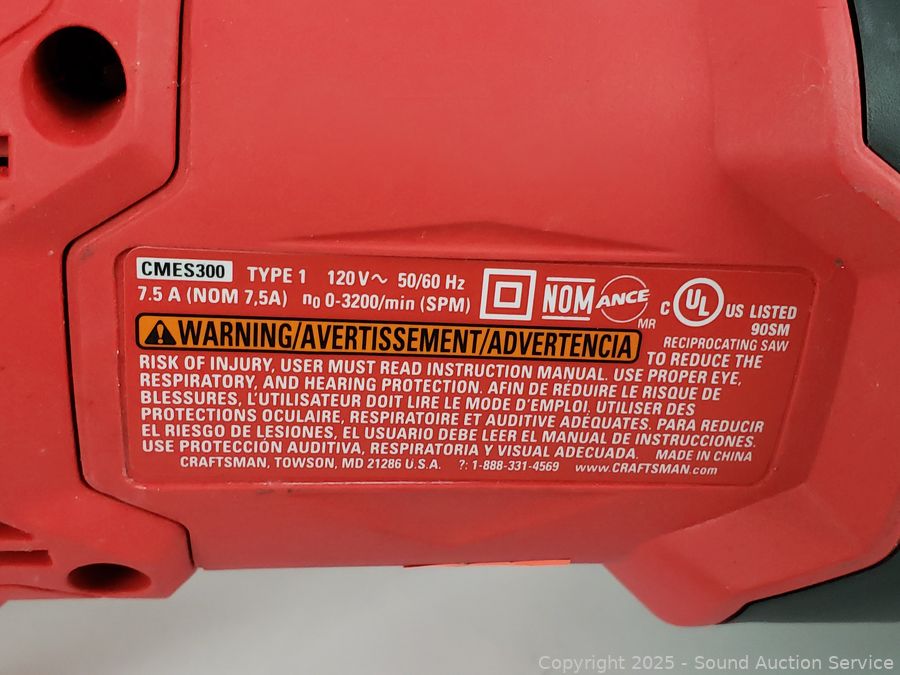 CMES300 TYPE 1 120 V~ 50/60 Hz
7.5 A (NOM 7,5A) n₀ 0-3200/min (SPM)
NOM ANCE MR
C UL US LISTED
90SM
RECIPROCATING SAW
WARNING/AVERTISSEMENT/ADVERTENCIA TO REDUCE THE
RISK OF INJURY, USER MUST READ INSTRUCTION MANUAL. USE PROPER EYE,
RESPIRATORY, AND HEARING PROTECTION. AFIN DE RÉDUIRE LE RISQUE DE
BLESSURES, L'UTILISATEUR DOIT LIRE LE MODE D'EMPLOI. UTILISER DES
PROTECTIONS OCULAIRE, RESPIRATOIRE ET AUDITIVE ADÉQUATES. PARA REDUCIR
EL RIESGO DE LESIONES, EL USUARIO DEBE LEER EL MANUAL DE INSTRUCCIONES.
USE PROTECCIÓN AUDITIVA, RESPIRATORIA Y VISUAL ADECUADA. MADE IN CHINA
CRAFTSMAN, TOWSON, MD 21286 U.S.A. ?: 1-888-331-4569 www.CRAFTSMAN.com
Copyright 2025 - Sound Auction Service